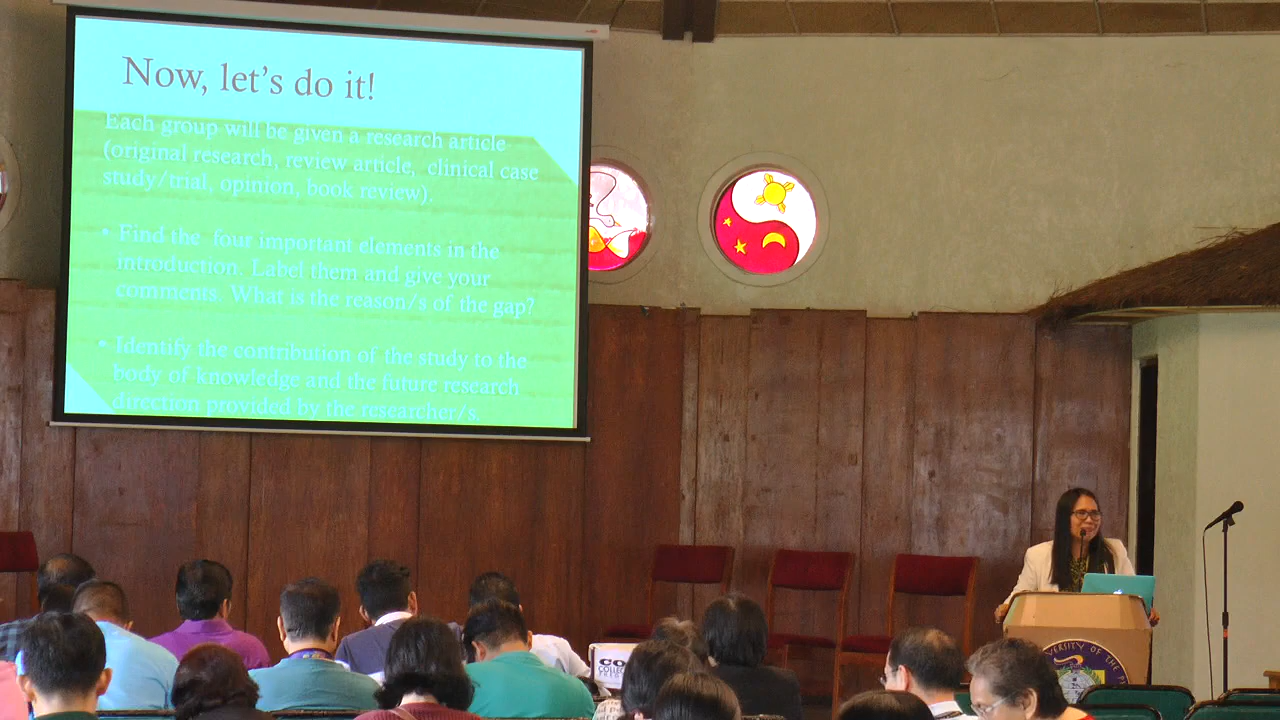 Now, let's do it!
Each group will be given a research article
(original research, review article, clinical case
study/trial, opinion, book review).
• Find the four important elements in the
introduction. Label them and give your
comments. What is the reason/s of the gap?
• Identify the contribution of the study to the
body of knowledge and the future research
direction provided by the researcher/s.
UNIVERSITY OF THE